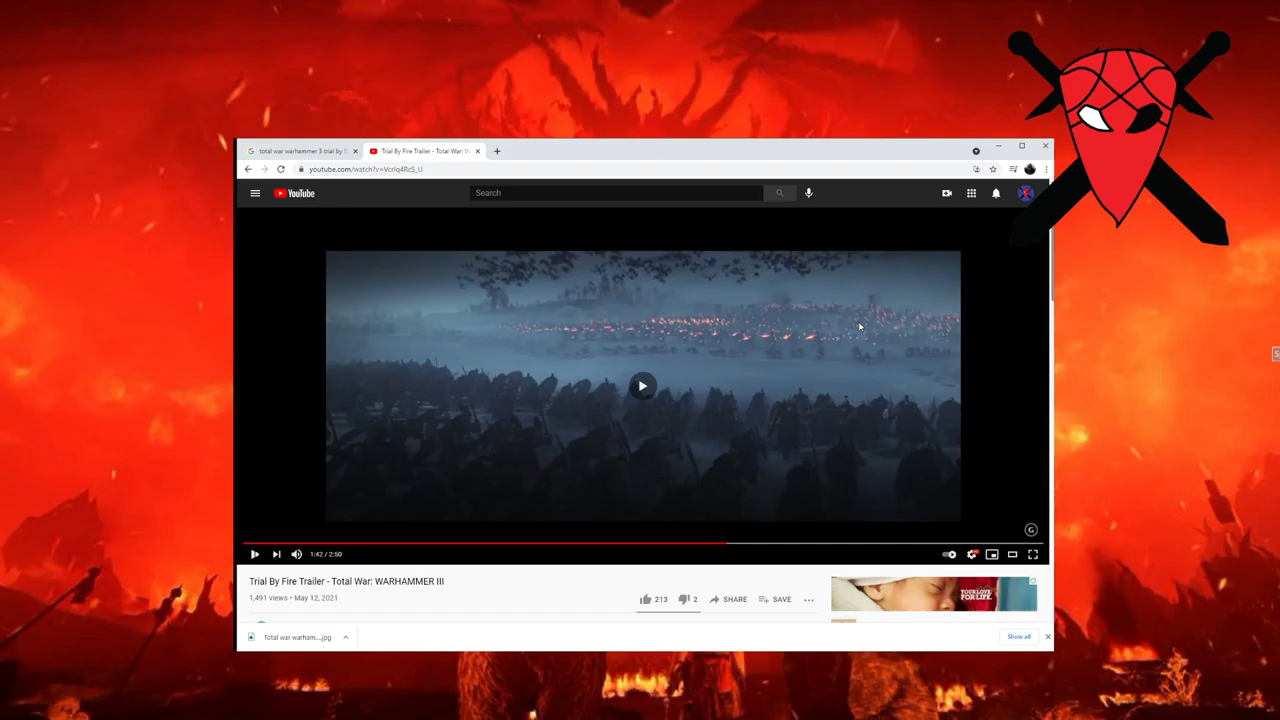 total war warhammer 3 trial by f
Trial By Fire Trailer - Total War: W
youtube.com/watch?v=VcrIq4RcS_U
YouTube
Search
G
1:42 / 2:50
Trial By Fire Trailer - Total War: WARHAMMER III
1,491 views • May 12, 2021
213
2
SHARE
SAVE
YOUR LOVE.
FOR LIFE.
Total war warham....jpg
Show all
S